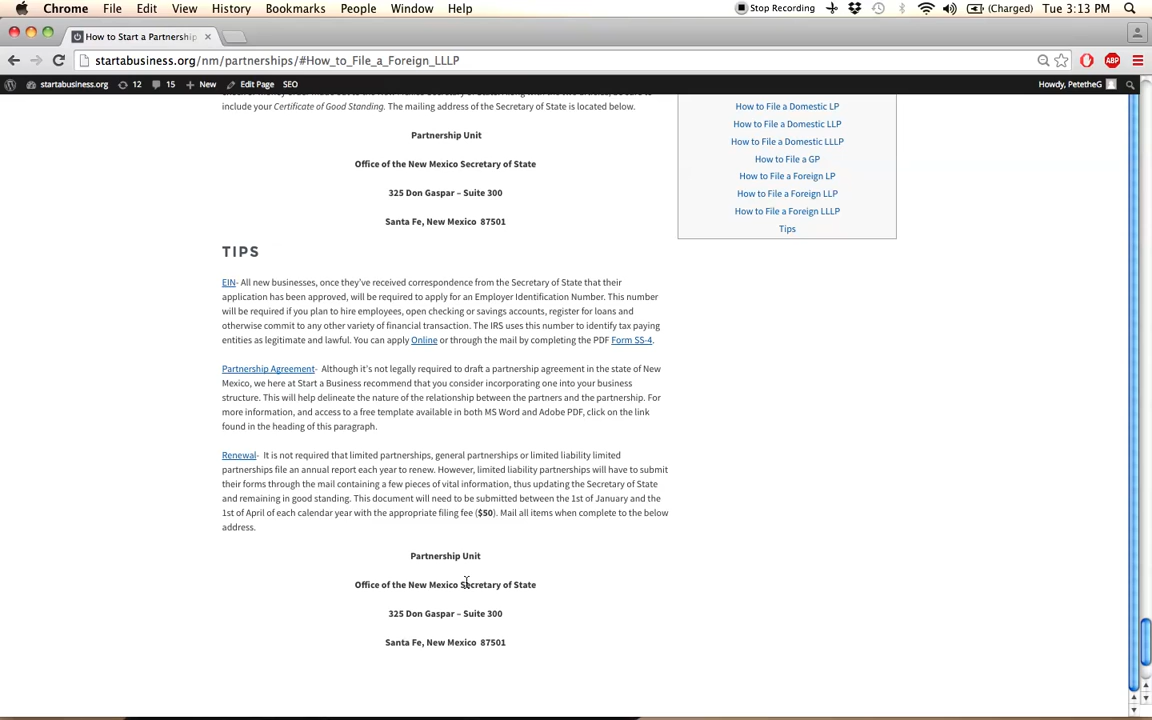 Chrome File Edit View History Bookmarks People Window Help Stop Recording (Charged) Tue 3:13 PM
How to Start a Partnership
startabusiness.org/nm/partnerships/#How_to_File_a_Foreign_LLLP
startabusiness.org 12 15 + New Edit Page SEO Howdy, PetetheG
include your Certificate of Good Standing. The mailing address of the Secretary of State is located below.
Partnership Unit
Office of the New Mexico Secretary of State
325 Don Gaspar – Suite 300
Santa Fe, New Mexico 87501
How to File a Domestic LP
How to File a Domestic LLP
How to File a Domestic LLLP
How to File a GP
How to File a Foreign LP
How to File a Foreign LLP
How to File a Foreign LLLP
Tips
TIPS
EIN- All new businesses, once they've received correspondence from the Secretary of State that their
application has been approved, will be required to apply for an Employer Identification Number. This number
will be required if you plan to hire employees, open checking or savings accounts, register for loans and
otherwise commit to any other variety of financial transaction. The IRS uses this number to identify tax paying
entities as legitimate and lawful. You can apply Online or through the mail by completing the PDF Form SS-4.
Partnership Agreement- Although it's not legally required to draft a partnership agreement in the state of New
Mexico, we here at Start a Business recommend that you consider incorporating one into your business
structure. This will help delineate the nature of the relationship between the partners and the partnership. For
more information, and access to a free template available in both MS Word and Adobe PDF, click on the link
found in the heading of this paragraph.
Renewal- It is not required that limited partnerships, general partnerships or limited liability limited
partnerships file an annual report each year to renew. However, limited liability partnerships will have to submit
their forms through the mail containing a few pieces of vital information, thus updating the Secretary of State
and remaining in good standing. This document will need to be submitted between the 1st of January and the
1st of April of each calendar year with the appropriate filing fee ($50). Mail all items when complete to the below
address.
Partnership Unit
Office of the New Mexico Secretary of State
325 Don Gaspar – Suite 300
Santa Fe, New Mexico 87501